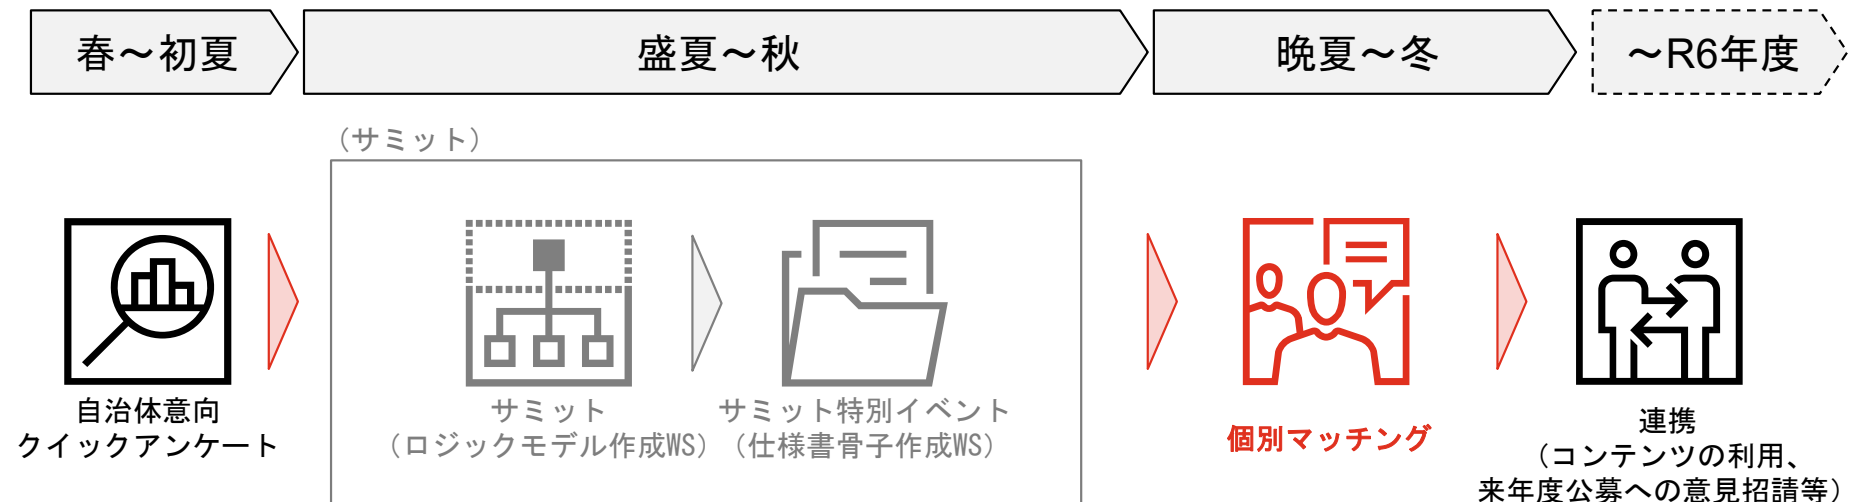 春～初夏
盛夏～秋
晩夏～冬
～R6年度
（サミット）
自治体意向
クイックアンケート
サミット
（ロジックモデル作成WS）
サミット特別イベント
（仕様書骨子作成WS）
個別マッチング
連携
（コンテンツの利用、
来年度公募への意見招請等）